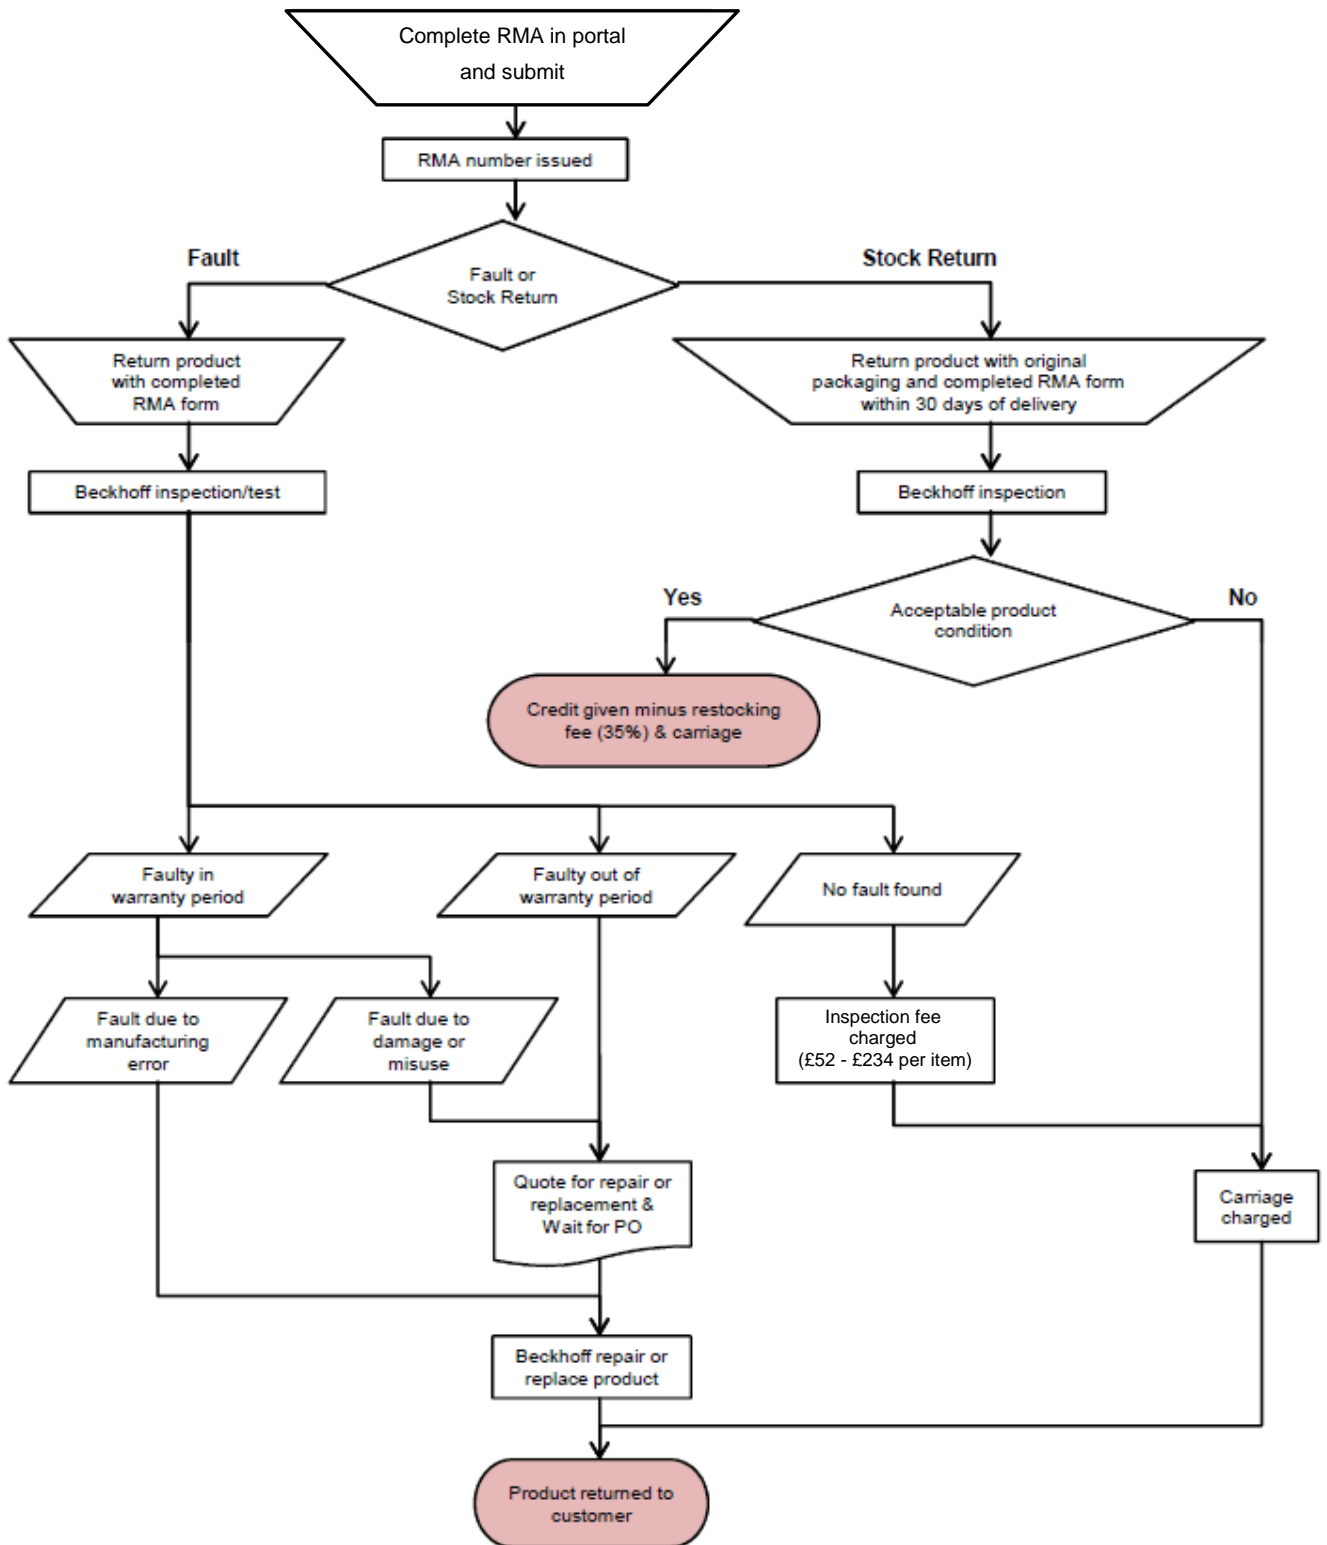 Complete RMA in portal
and submit
RMA number issued
Fault
Stock Return
Fault or
Stock Return
Return product
with completed
RMA form
Return product with original
packaging and completed RMA form
within 30 days of delivery
Beckhoff inspection/test
Beckhoff inspection
Yes
No
Acceptable product
condition
Credit given minus restocking
fee (35%) & carriage
Faulty in
warranty period
Faulty out of
warranty period
No fault found
Fault due to
manufacturing
error
Fault due to
damage or
misuse
Inspection fee
charged
(£52 - £234 per item)
Quote for repair or
replacement &
Wait for PO
Carriage
charged
Beckhoff repair or
replace product
Product returned to
customer